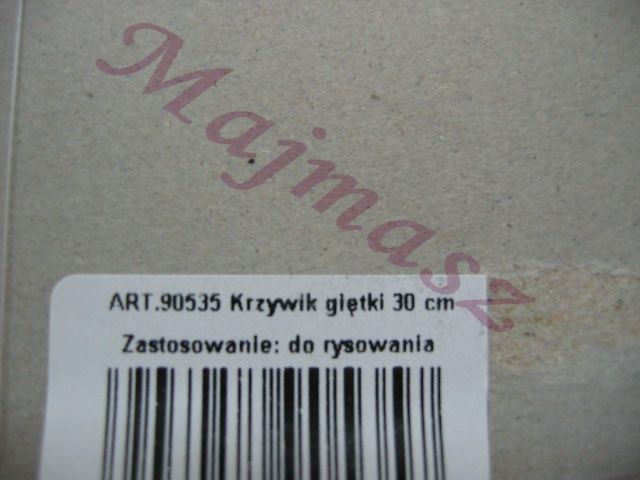 Majmasz
ART.90535 Krzywik giętki 30 cm
Zastosowanie: do rysowania